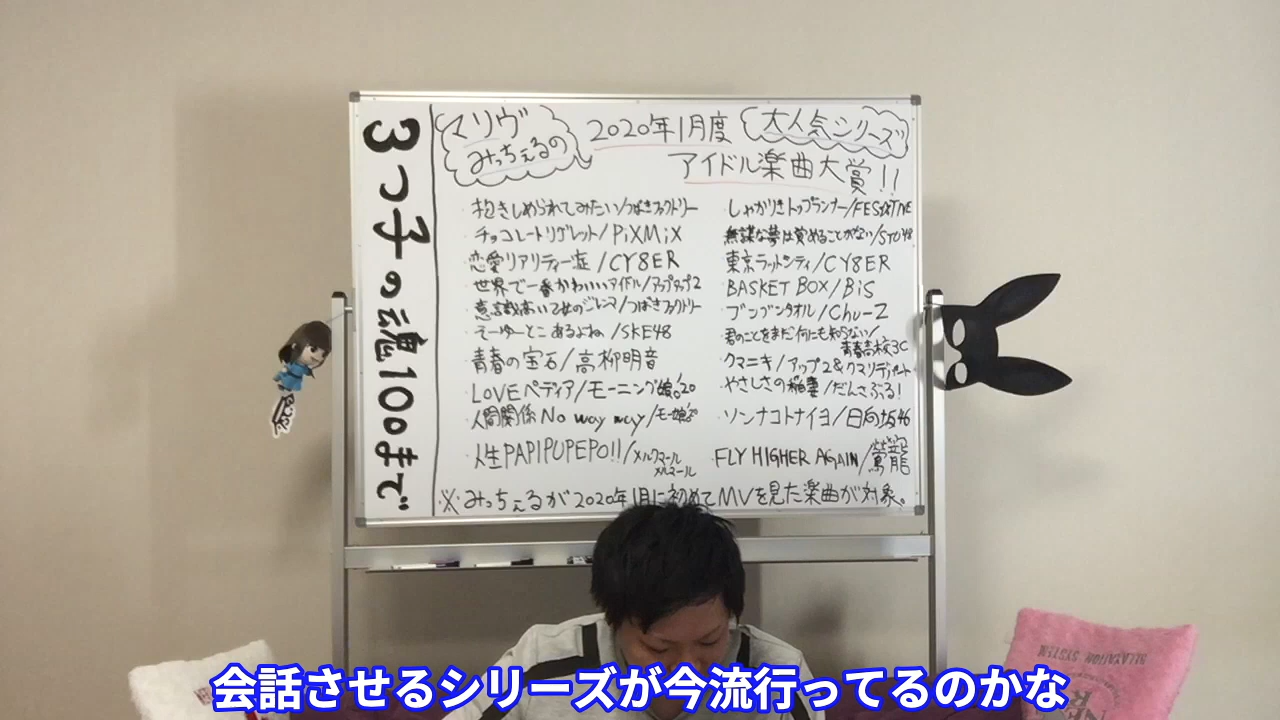 3つ子の魂100まで
マリヴ
みっちぇるの
2020年1月度
大人気シリーズ
アイドル楽曲大賞!!
・抱きしめられてみたい/つばきファクトリー
・チョコレートリグレット/PiXMiX
・恋愛リアリティー症/CY8ER
・世界で一番かわいいアイドル/アップアップ2
・意識高い乙女のジレンマ/つばきファクトリー
・そーゆーとこあるよね/SKE48
・青春の宝石/高柳明音
・LOVEペディア/モーニング娘。'20
・人間関係No way way/モー娘。'20
・人生PAPIPUPEPO!!/メルクマール
メルマール
・しゃかりきトップランナー/FES☆TIVE
・無謀な夢は覚めることがない/STU48
・東京ラットシティ/CY8ER
・BASKET BOX/BiS
・ブンブンタオル/Chu-Z
・君のことをまだ何にも知らない/
青春高校3C
・クマニキ/アップ2&クマリデパート
・やさしさの稲妻/だんさぶる!
・ソンナコトナイヨ/日向坂46
・FLY HIGHER AGAIN/鶯籠
※みっちぇるが2020年1月に初めてMVを見た楽曲が対象。
RELAXATION SYSTEM
会話させるシリーズが今流行ってるのかな